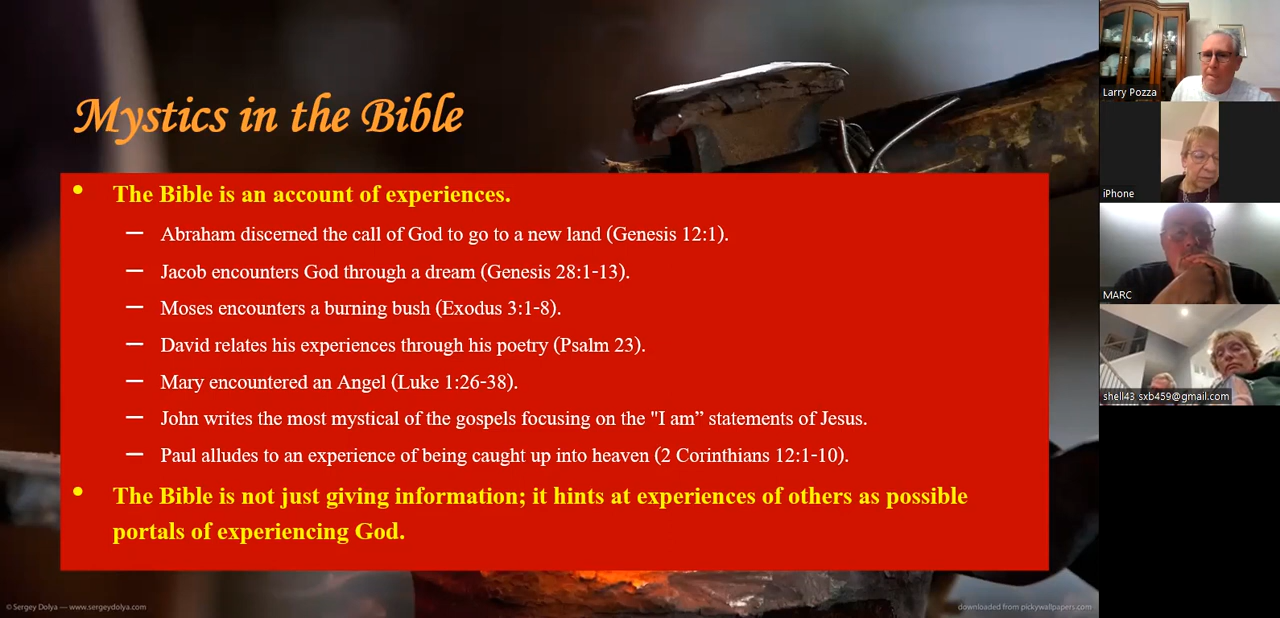 Mystics in the Bible
• The Bible is an account of experiences.
– Abraham discerned the call of God to go to a new land (Genesis 12:1).
– Jacob encounters God through a dream (Genesis 28:1-13).
– Moses encounters a burning bush (Exodus 3:1-8).
– David relates his experiences through his poetry (Psalm 23).
– Mary encountered an Angel (Luke 1:26-38).
– John writes the most mystical of the gospels focusing on the "I am” statements of Jesus.
– Paul alludes to an experience of being caught up into heaven (2 Corinthians 12:1-10).
• The Bible is not just giving information; it hints at experiences of others as possible
portals of experiencing God.
© Sergey Dolya — www.sergeydolya.com
downloaded from pickywallpapers.com
Larry Pozza
iPhone
MARC
shell43 sxb459@gmail.com